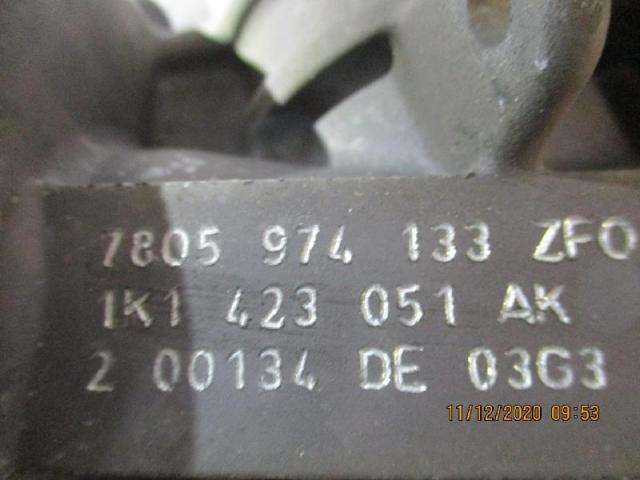 7805 974 133 ZFO
1K1 423 051 AK
2 00134 DE 03G3
11/12/2020 09:53